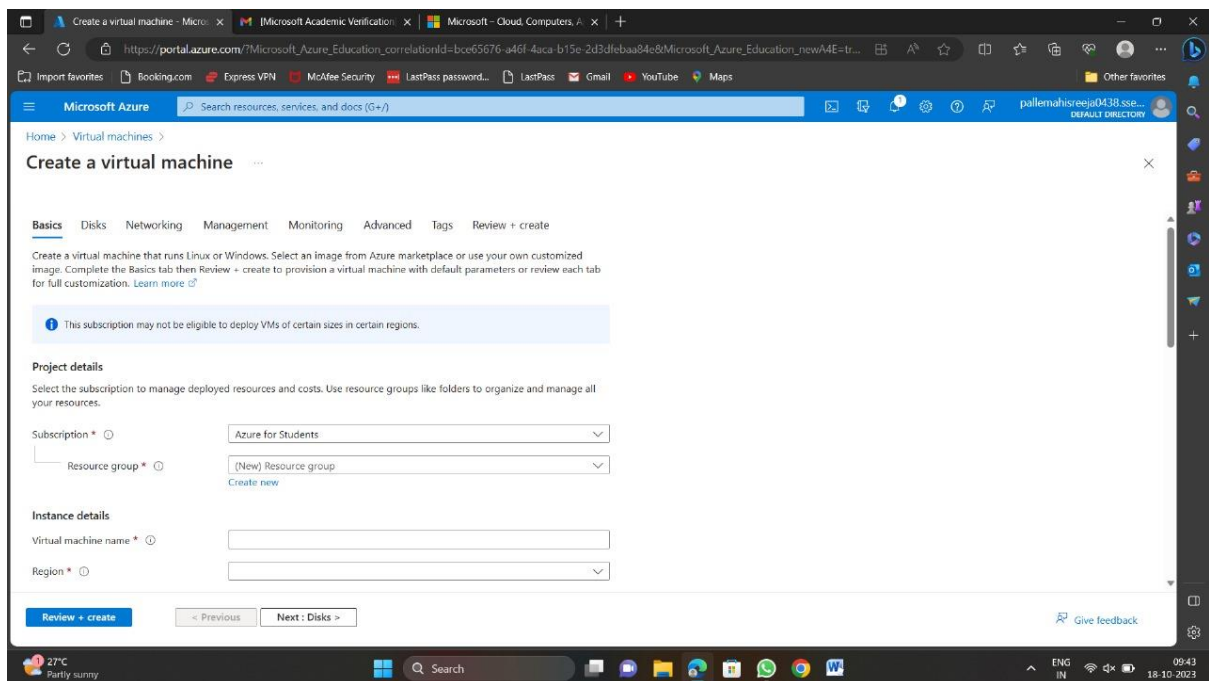 Create a virtual machine - Micros
[Microsoft Academic Verification]
Microsoft – Cloud, Computers, A
https://portal.azure.com/?Microsoft_Azure_Education_correlationId=bce65676-a46f-4aca-b15e-2d3dfebaa84e&Microsoft_Azure_Education_newA4E=tr...
Import favorites
Booking.com
Express VPN
McAfee Security
LastPass password...
LastPass
Gmail
YouTube
Maps
Other favorites
Microsoft Azure
Search resources, services, and docs (G+/)
1
pallemahisreeja0438.sse...
DEFAULT DIRECTORY
Home > Virtual machines >
Create a virtual machine ...
Basics Disks Networking Management Monitoring Advanced Tags Review + create
Create a virtual machine that runs Linux or Windows. Select an image from Azure marketplace or use your own customized
image. Complete the Basics tab then Review + create to provision a virtual machine with default parameters or review each tab
for full customization. Learn more
This subscription may not be eligible to deploy VMs of certain sizes in certain regions.
Project details
Select the subscription to manage deployed resources and costs. Use resource groups like folders to organize and manage all
your resources.
Subscription *
Azure for Students
Resource group *
(New) Resource group
Create new
Instance details
Virtual machine name *
Region *
Review + create
< Previous
Next : Disks >
Give feedback
1
27°C
Partly sunny
Search
ENG
IN
09:43
18-10-2023